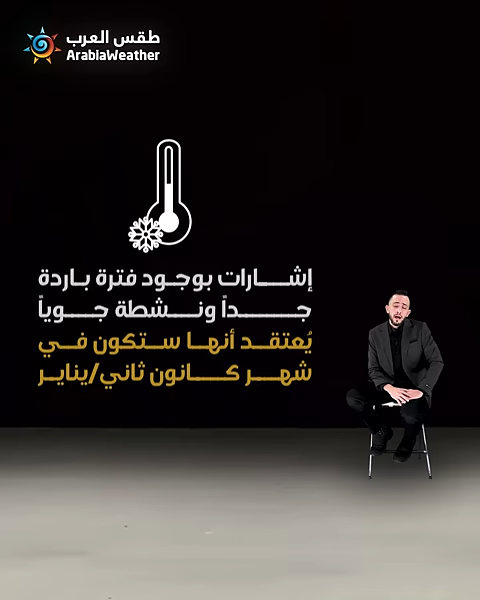 طقس العرب
ArabiaWeather
إشارات بوجود فترة باردة
جداً ونشطة جوياً
يُعتقد أنها ستكون في
شهر كانون ثاني/يناير